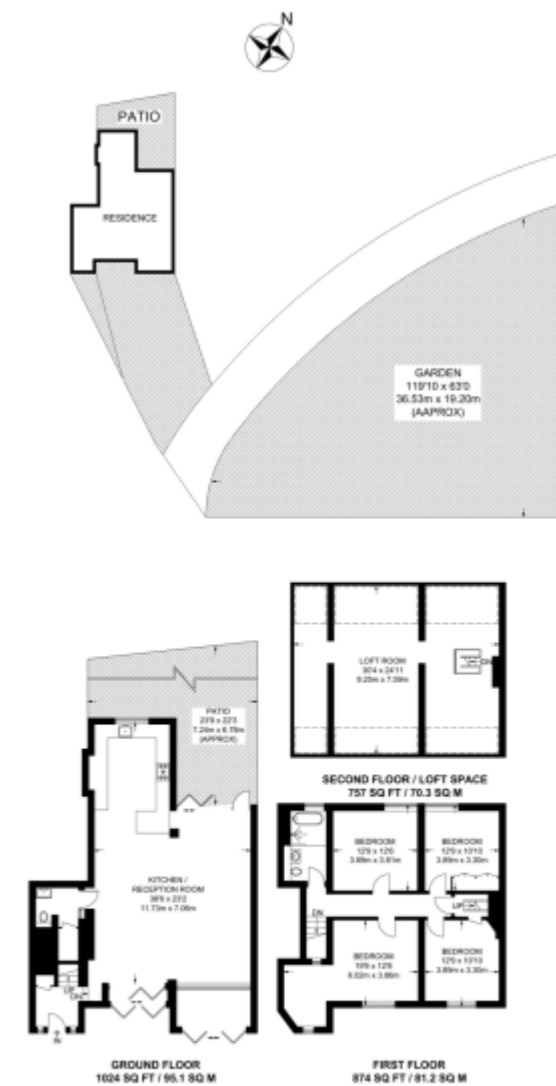 N
PATIO
RESIDENCE
GARDEN
119'10 x 63'0
36.53m x 19.20m
(AAPROX)
LOFT ROOM
30'4 x 24'11
9.25m x 7.59m
DN
SECOND FLOOR / LOFT SPACE
757 SQ FT / 70.3 SQ M
PATIO
23'9 x 22'3
7.24m x 6.78m
(APPROX)
KITCHEN /
RECEPTION ROOM
38'6 x 23'2
11.73m x 7.06m
UP
DN
IN
GROUND FLOOR
1024 SQ FT / 95.1 SQ M
BEDROOM
12'9 x 12'6
3.89m x 3.81m
BEDROOM
12'9 x 10'10
3.89m x 3.30m
DN
UP
BEDROOM
19'9 x 12'8
6.02m x 3.86m
BEDROOM
12'9 x 10'10
3.89m x 3.30m
FIRST FLOOR
874 SQ FT / 81.2 SQ M